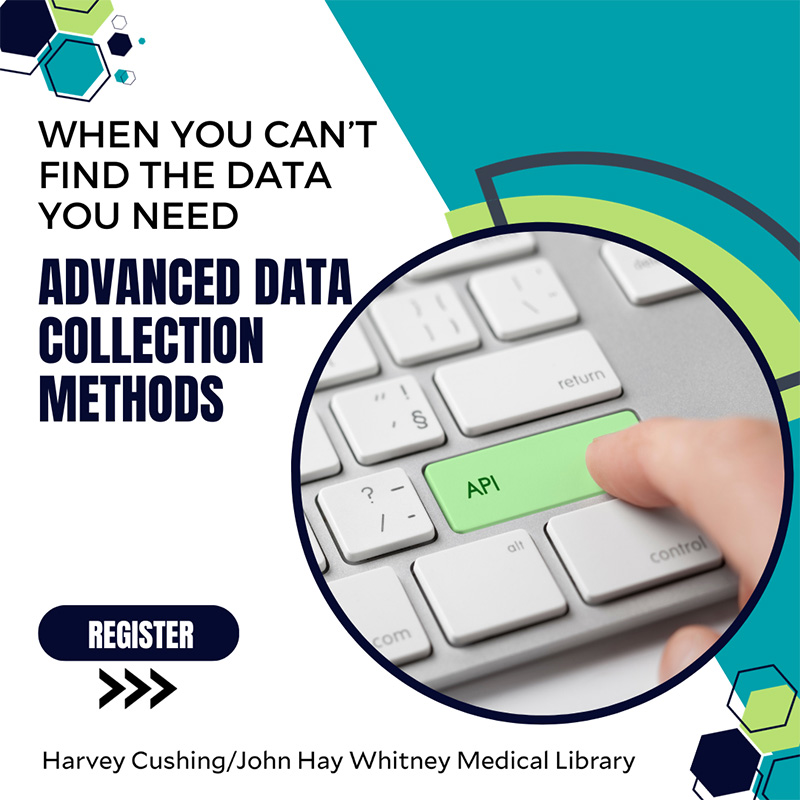 WHEN YOU CAN'T
FIND THE DATA
YOU NEED
ADVANCED DATA
COLLECTION
METHODS
return
" !
' §
API
? –
/ -
alt
control
com
REGISTER
Harvey Cushing/John Hay Whitney Medical Library